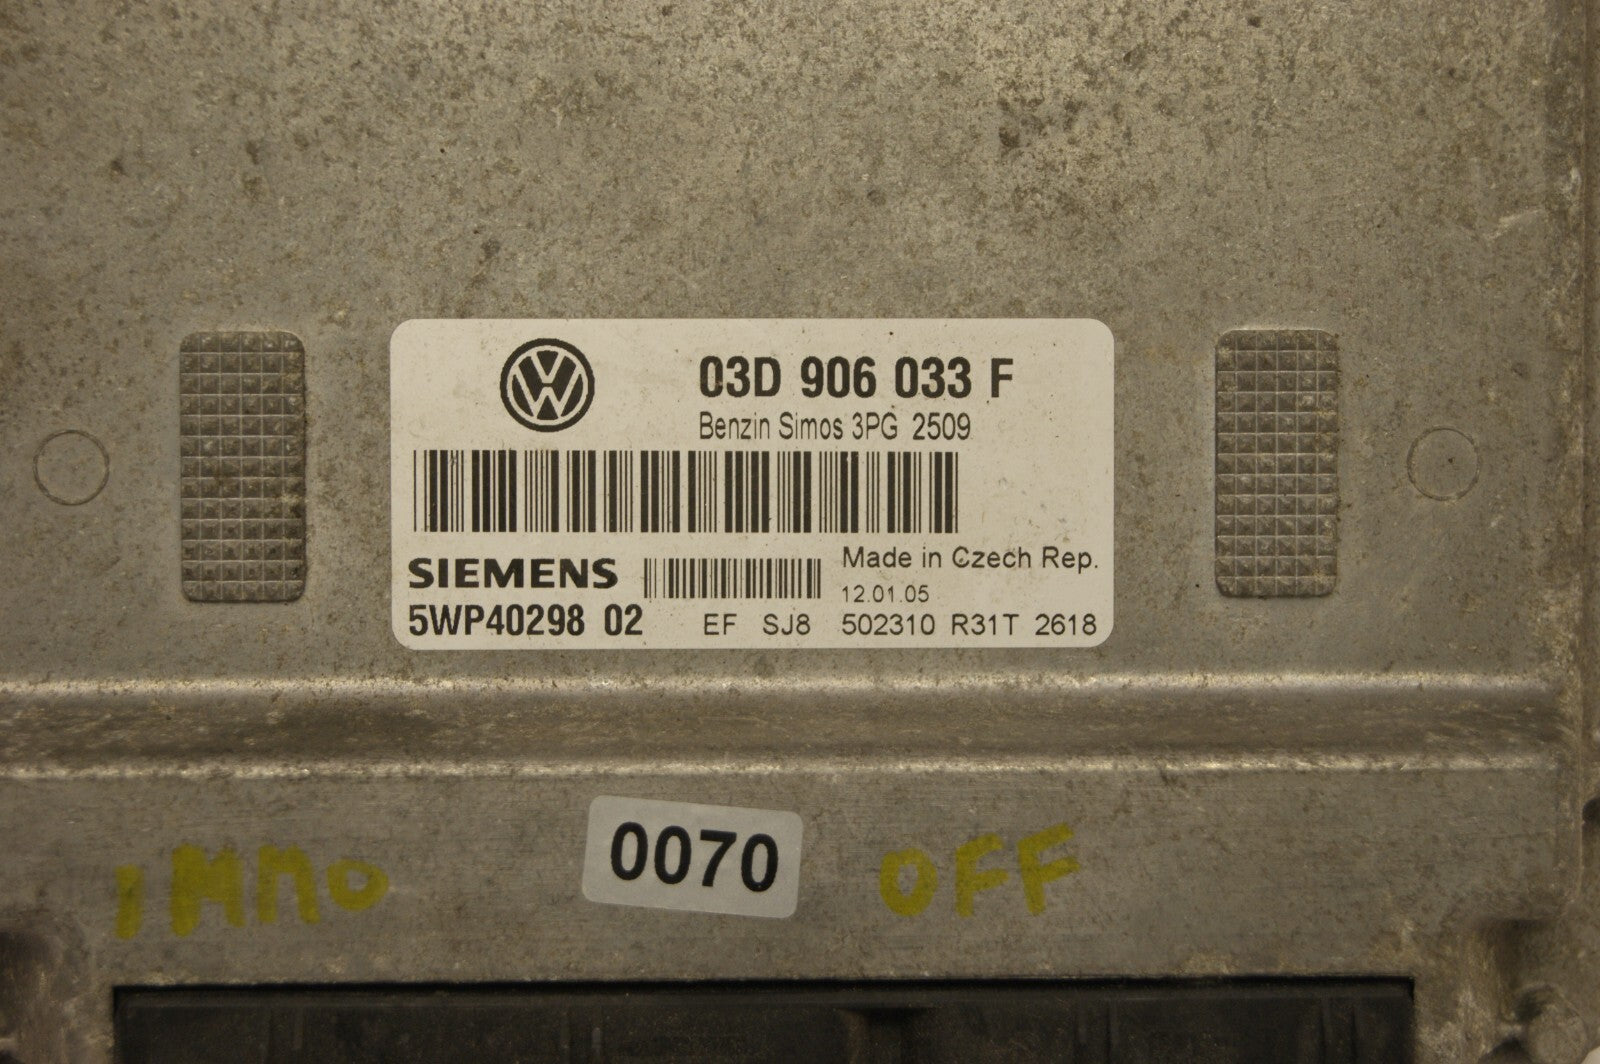 03D 906 033 F
Benzin Simos 3PG 2509
SIEMENS
Made in Czech Rep.
12.01.05
5WP40298 02
EF SJ8 502310 R31T 2618
IMMO 0070 OFF